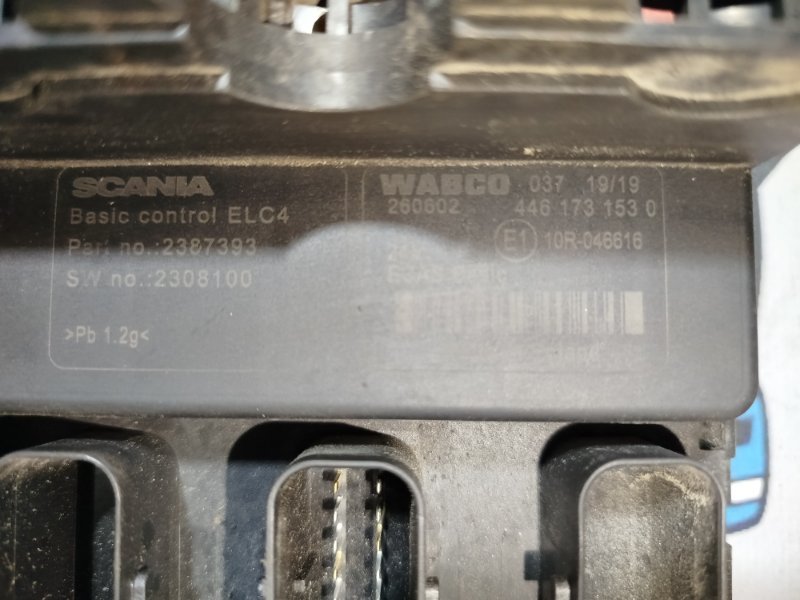 SCANIA
Basic control ELC4
Part no.:2387393
SW no.:2308100
>Pb 1.2g<
WABCO 037 19/19
260602 446 173 153 0
E1 10R-046616